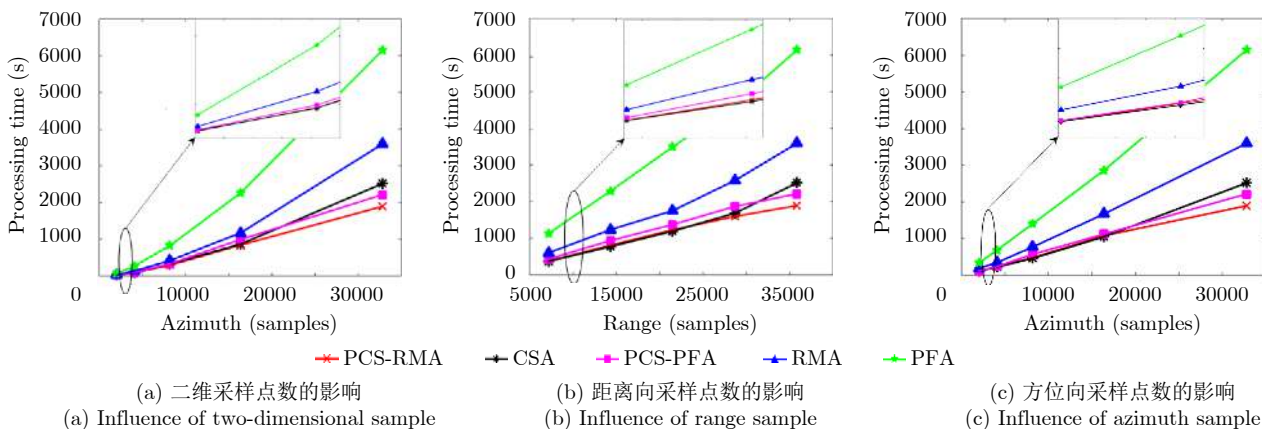 7000
6000
5000
4000
3000
2000
1000
0
Processing time (s)
10000 20000 30000
Azimuth (samples)
7000
6000
5000
4000
3000
2000
1000
0
Processing time (s)
5000 15000 25000 35000
Range (samples)
7000
6000
5000
4000
3000
2000
1000
0
Processing time (s)
10000 20000 30000
Azimuth (samples)
PCS-RMA CSA PCS-PFA RMA PFA
(a) 二维采样点数的影响
(a) Influence of two-dimensional sample
(b) 距离向采样点数的影响
(b) Influence of range sample
(c) 方位向采样点数的影响
(c) Influence of azimuth sample